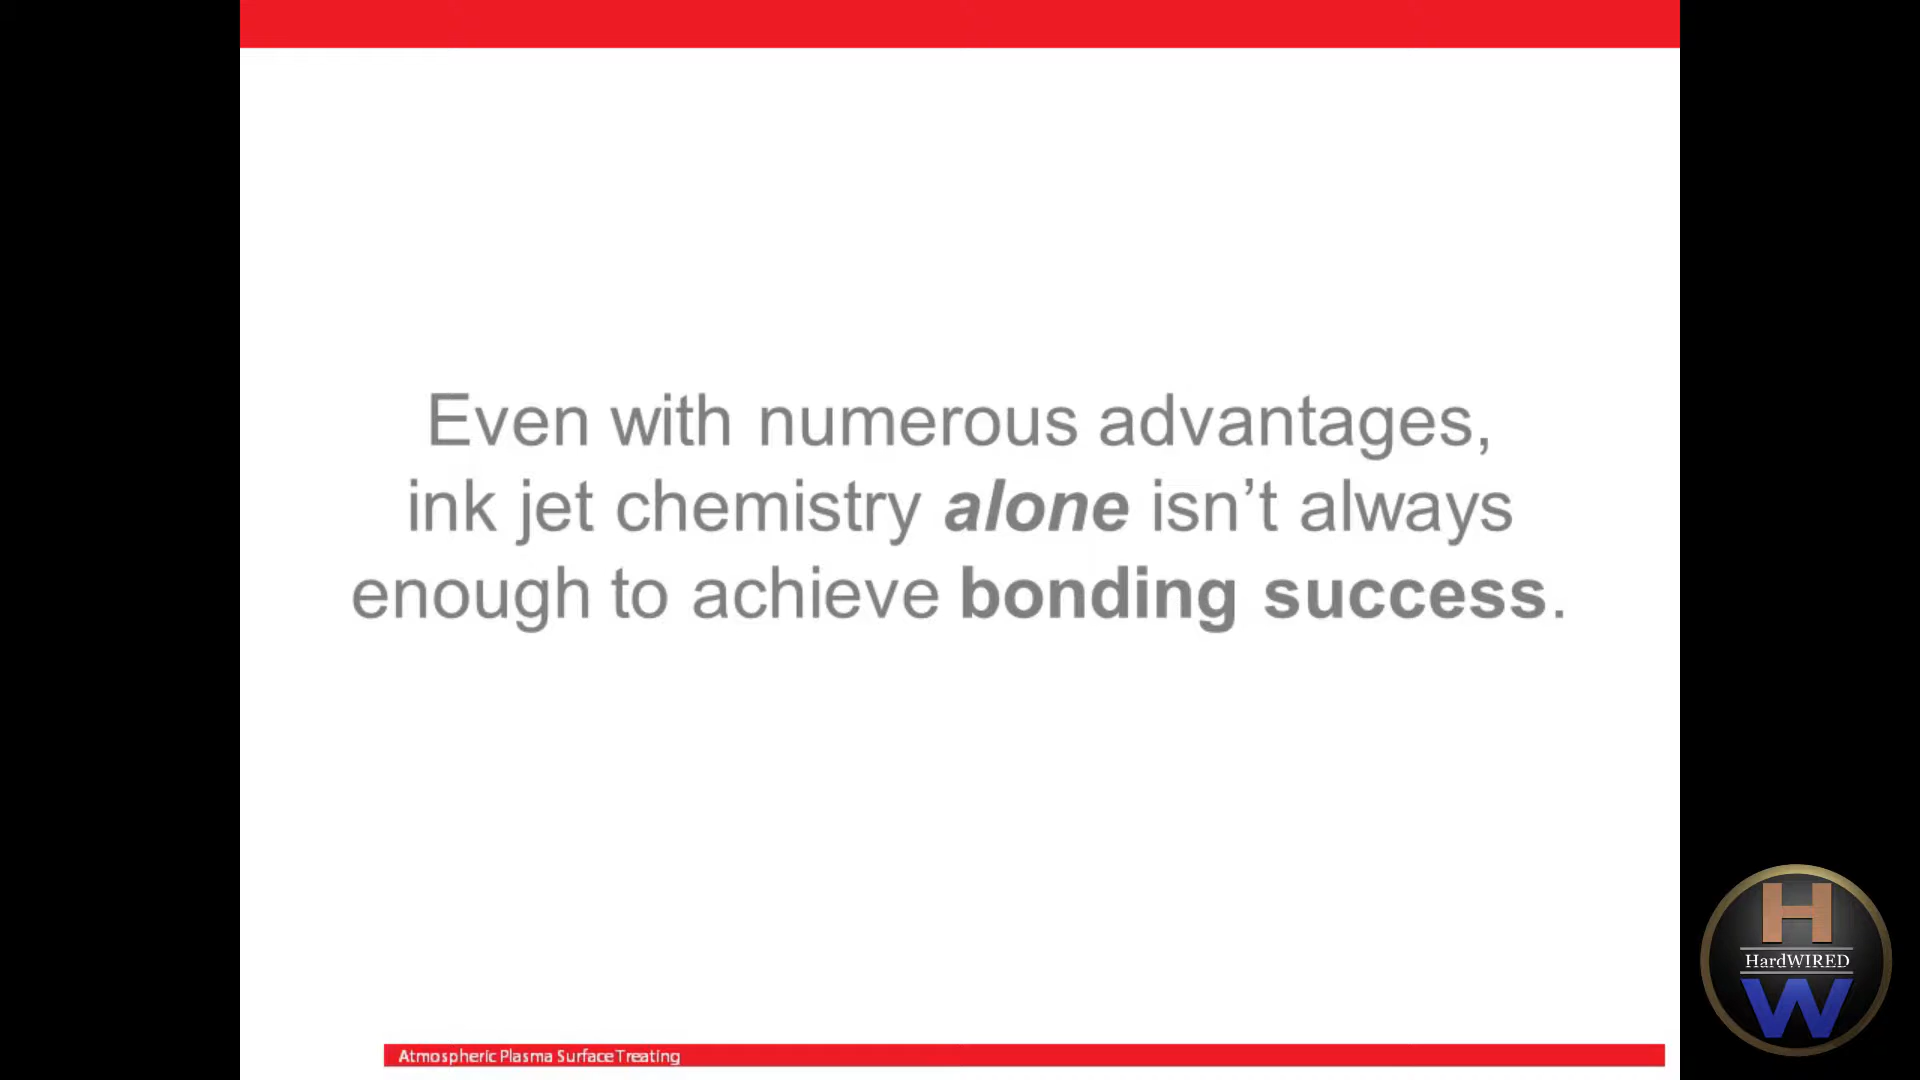 Even with numerous advantages,
ink jet chemistry alone isn’t always
enough to achieve bonding success.
Atmospheric Plasma Surface Treating
H
HardWIRED
W